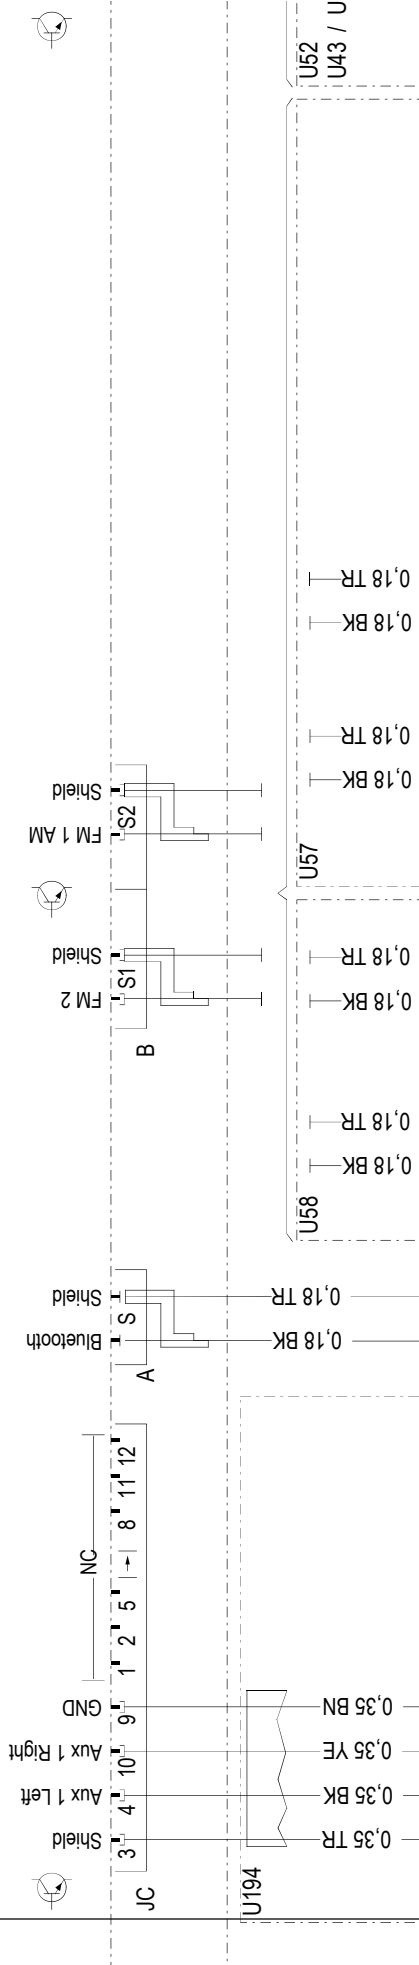 U52
U43 / U
0,18 TR
0,18 BK
0,18 TR
0,18 BK
Shield
S2
FM 1 AM
U57
Shield
S1
0,18 TR
FM 2
0,18 BK
B
0,18 TR
0,18 BK
U58
Shield
S
0,18 TR
Bluetooth
0,18 BK
A
NC
12
11
8
5
2
1
GND
9
0,35 BN
Aux 1 Right
10
0,35 YE
Aux 1 Left
4
0,35 BK
Shield
3
0,35 TR
JC
U194